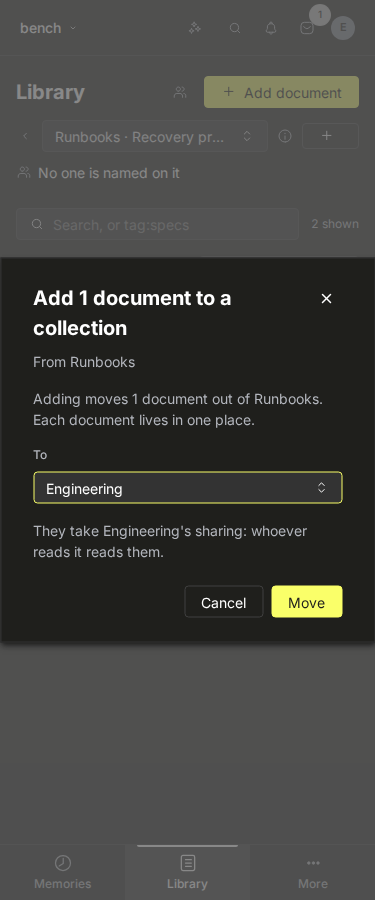 bench
1
E
Library
Add document
Runbooks · Recovery pr...
No one is named on it
Search, or tag:specs
2 shown
Add 1 document to a
collection
From Runbooks
Adding moves 1 document out of Runbooks.
Each document lives in one place.
To
Engineering
They take Engineering's sharing: whoever
reads it reads them.
Cancel
Move
Memories
Library
More